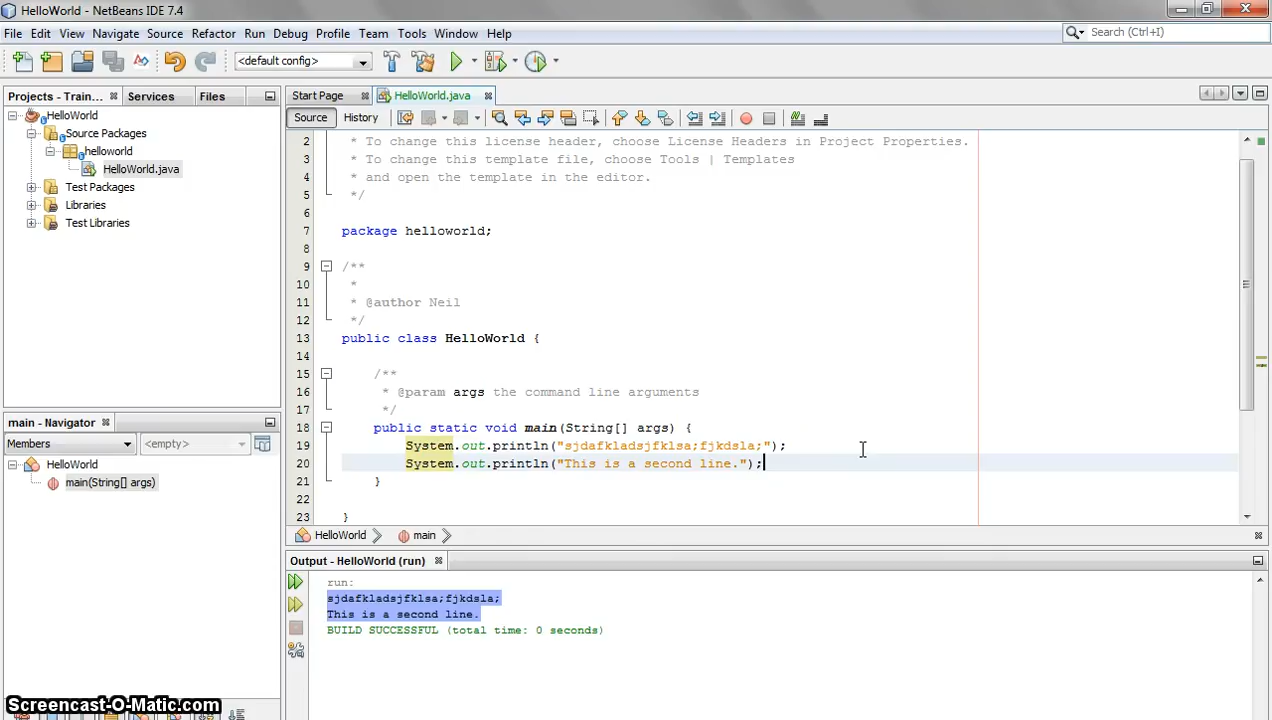 HelloWorld - NetBeans IDE 7.4
File Edit View Navigate Source Refactor Run Debug Profile Team Tools Window Help
Search (Ctrl+I)
<default config>
Projects - Train... Services Files
Start Page HelloWorld.java
Source History
HelloWorld
Source Packages
helloworld
HelloWorld.java
Test Packages
Libraries
Test Libraries
main - Navigator
Members <empty>
HelloWorld
main(String[] args)
2 * To change this license header, choose License Headers in Project Properties.
3 * To change this template file, choose Tools | Templates
4 * and open the template in the editor.
5 */
6
7 package helloworld;
8
9 /**
10 *
11 * @author Neil
12 */
13 public class HelloWorld {
14
15 /**
16 * @param args the command line arguments
17 */
18 public static void main(String[] args) {
19 System.out.println("sjdafkladsjfklsa;fjkdsla;");
20 System.out.println("This is a second line.");
21 }
22
23 }
HelloWorld main
Output - HelloWorld (run)
run:
sjdafkladsjfklsa;fjkdsla;
This is a second line.
BUILD SUCCESSFUL (total time: 0 seconds)
Screencast-O-Matic.com